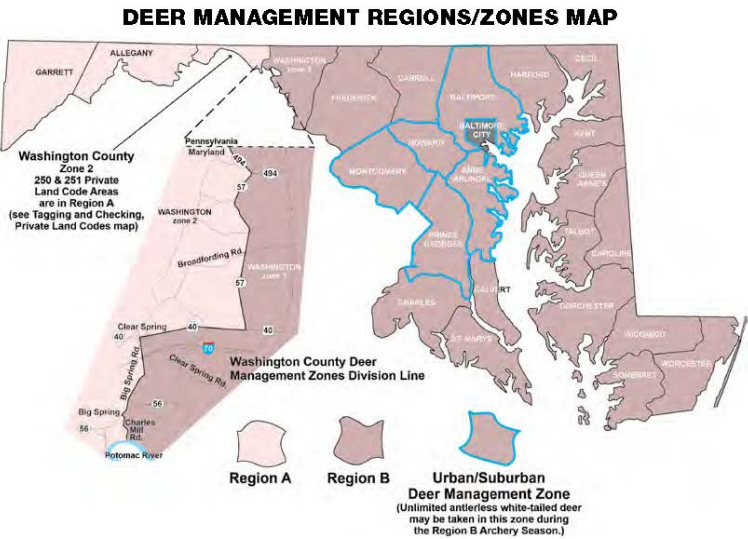 DEER MANAGEMENT REGIONS/ZONES MAP
GARRETT
ALLEGANY
WASHINGTON
zone 1
FREDERICK
CARROLL
BALTIMORE
HARFORD
CECIL
BALTIMORE
CITY
HOWARD
MONTGOMERY
ANNE
ARUNDEL
PRINCE
GEORGES
KENT
QUEEN
ANNE'S
TALBOT
CAROLINE
CHARLES
CALVERT
ST MARYS
DORCHESTER
WICOMICO
WORCESTER
SOMERSET
Washington County
Zone 2
250 & 251 Private
Land Code Areas
are in Region A
(see Tagging and Checking,
Private Land Codes map)
Pennsylvania
Maryland
494
494
57
WASHINGTON
zone 2
Broadfording Rd.
WASHINGTON
zone 1
57
Clear Spring
40
40
40
70
Clear Spring Rd.
Big Spring Rd
56
Big Spring
56
Charles
Mill
Rd.
Potomac River
Washington County Deer
Management Zones Division Line
Region A
Region B
Urban/Suburban
Deer Management Zone
(Unlimited antlerless white-tailed deer
may be taken in this zone during
the Region B Archery Season.)